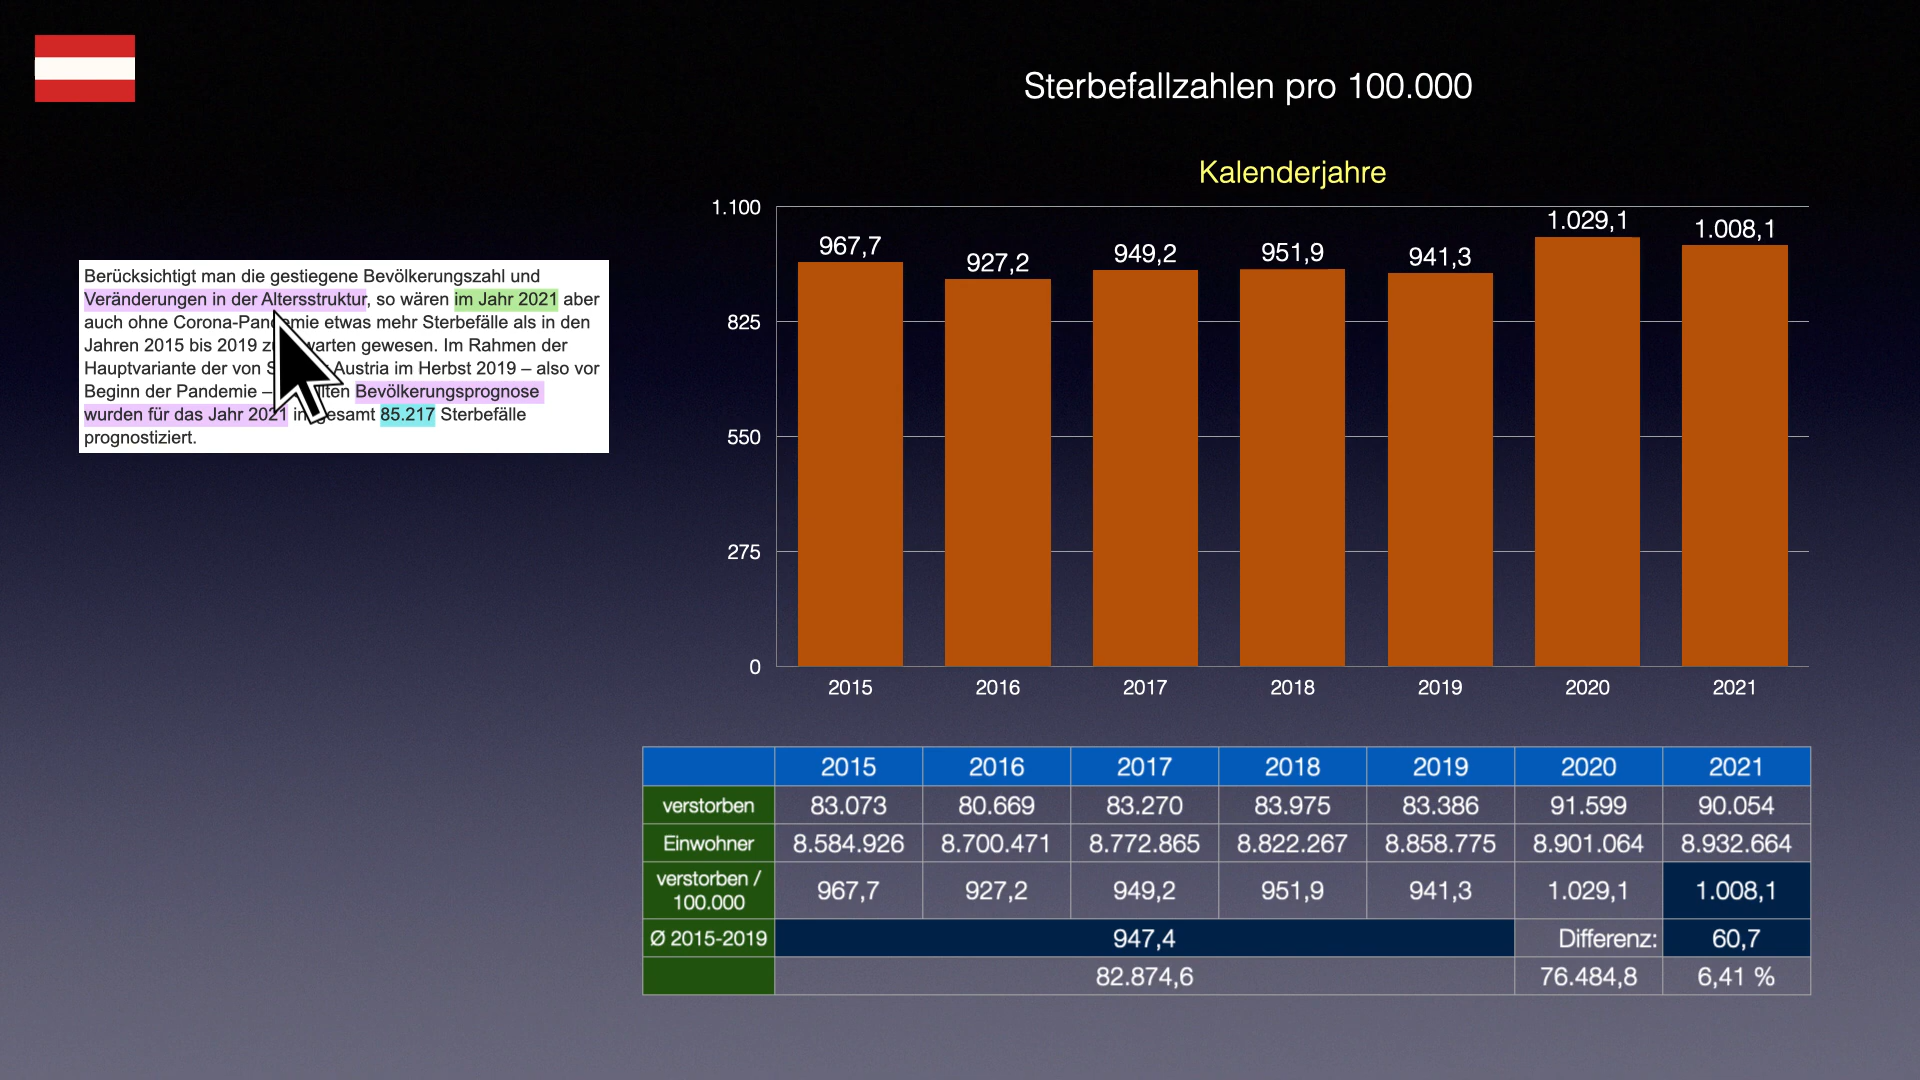 Sterbefallzahlen pro 100.000
Kalenderjahre
Berücksichtigt man die gestiegene Bevölkerungszahl und
Veränderungen in der Altersstruktur, so wären im Jahr 2021 aber
auch ohne Corona-Pandemie etwas mehr Sterbefälle als in den
Jahren 2015 bis 2019 gewesen. Im Rahmen der
Hauptvariante der von Austria im Herbst 2019 – also vor
Beginn der Pandemie – Bevölkerungsprognose
wurden für das Jahr 2021 insgesamt 85.217 Sterbefälle
prognostiziert.
1.100
825
550
275
0
967,7
927,2
949,2
951,9
941,3
1.029,1
1.008,1
2015 2016 2017 2018 2019 2020 2021
2015 2016 2017 2018 2019 2020 2021
verstorben 83.073 80.669 83.270 83.975 83.386 91.599 90.054
Einwohner 8.584.926 8.700.471 8.772.865 8.822.267 8.858.775 8.901.064 8.932.664
verstorben /
100.000
967,7 927,2 949,2 951,9 941,3 1.029,1 1.008,1
Ø 2015-2019 947,4 Differenz: 60,7
82.874,6 76.484,8 6,41 %